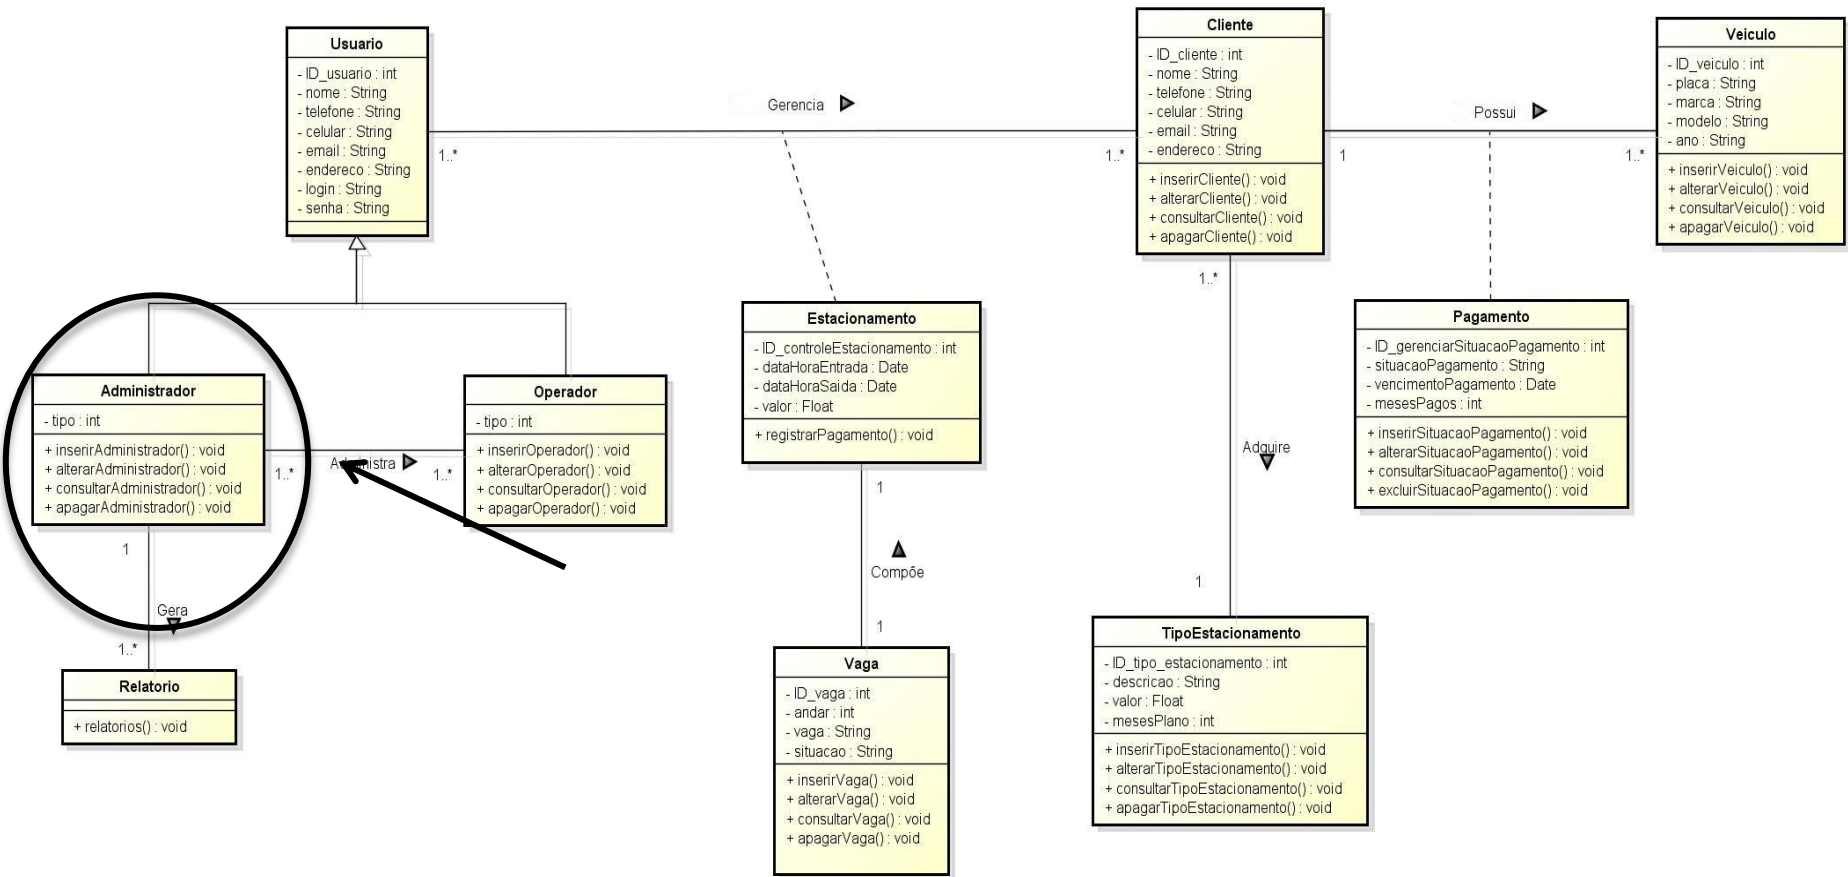 Usuario
- ID_usuario : int
- nome : String
- telefone : String
- celular : String
- email : String
- endereco : String
- login : String
- senha : String
Gerencia
1..*
1..*
Cliente
- ID_cliente : int
- nome : String
- telefone : String
- celular : String
- email : String
- endereco : String
+ inserirCliente() : void
+ alterarCliente() : void
+ consultarCliente() : void
+ apagarCliente() : void
Possui
1
1..*
Veiculo
- ID_veiculo : int
- placa : String
- marca : String
- modelo : String
- ano : String
+ inserirVeiculo() : void
+ alterarVeiculo() : void
+ consultarVeiculo() : void
+ apagarVeiculo() : void
Administrador
- tipo : int
+ inserirAdministrador() : void
+ alterarAdministrador() : void
+ consultarAdministrador() : void
+ apagarAdministrador() : void
Administra
1..*
1..*
Operador
- tipo : int
+ inserirOperador() : void
+ alterarOperador() : void
+ consultarOperador() : void
+ apagarOperador() : void
Estacionamento
- ID_controleEstacionamento : int
- dataHoraEntrada : Date
- dataHoraSaida : Date
- valor : Float
+ registrarPagamento() : void
1..*
Adquire
1
Pagamento
- ID_gerenciarSituacaoPagamento : int
- situacaoPagamento : String
- vencimentoPagamento : Date
- mesesPagos : int
+ inserirSituacaoPagamento() : void
+ alterarSituacaoPagamento() : void
+ consultarSituacaoPagamento() : void
+ excluirSituacaoPagamento() : void
1
Gera
1..*
Relatorio
+ relatorios() : void
1
Compõe
1
Vaga
- ID_vaga : int
- andar : int
- vaga : String
- situacao : String
+ inserirVaga() : void
+ alterarVaga() : void
+ consultarVaga() : void
+ apagarVaga() : void
TipoEstacionamento
- ID_tipo_estacionamento : int
- descricao : String
- valor : Float
- mesesPlano : int
+ inserirTipoEstacionamento() : void
+ alterarTipoEstacionamento() : void
+ consultarTipoEstacionamento() : void
+ apagarTipoEstacionamento() : void